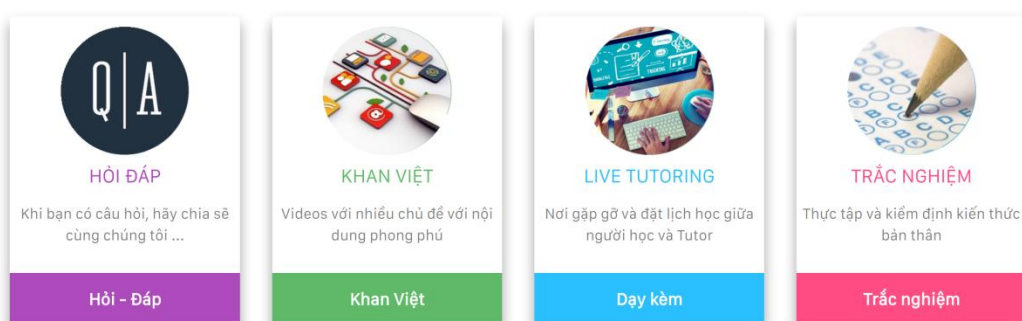 Q|A
HỎI ĐÁP
Khi bạn có câu hỏi, hãy chia sẽ
cùng chúng tôi ...
Hỏi - Đáp
KHAN VIỆT
Videos với nhiều chủ đề với nội
dung phong phú
Khan Việt
TRAINING
LIVE TUTORING
Nơi gặp gỡ và đặt lịch học giữa
người học và Tutor
Dạy kèm
TRẮC NGHIỆM
Thực tập và kiểm định kiến thức
bản thân
Trắc nghiệm